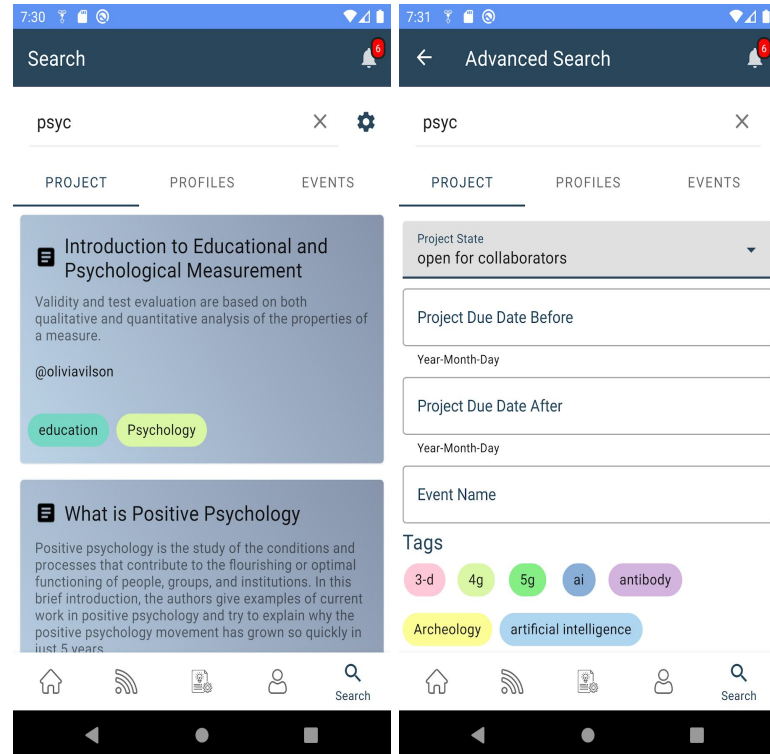 7:30
Search
6
psyc
PROJECT PROFILES EVENTS
Introduction to Educational and
Psychological Measurement
Validity and test evaluation are based on both
qualitative and quantitative analysis of the properties of
a measure.
@oliviavilson
education Psychology
What is Positive Psychology
Positive psychology is the study of the conditions and
processes that contribute to the flourishing or optimal
functioning of people, groups, and institutions. In this
brief introduction, the authors give examples of current
work in positive psychology and try to explain why the
positive psychology movement has grown so quickly in
just 5 years
Search
7:31
Advanced Search
6
psyc
PROJECT PROFILES EVENTS
Project State
open for collaborators
Project Due Date Before
Year-Month-Day
Project Due Date After
Year-Month-Day
Event Name
Tags
3-d 4g 5g ai antibody
Archeology artificial intelligence
Search